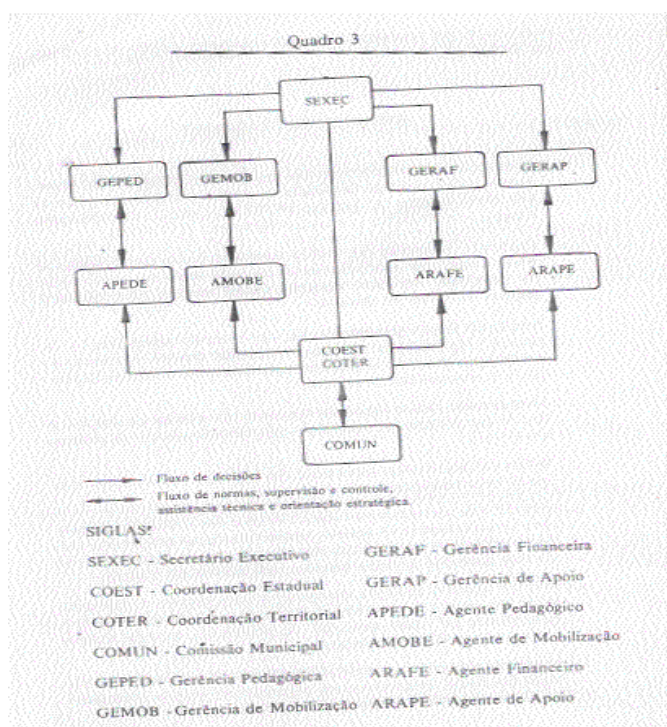 Quadro 3
SEXEC
GEPED
GEMOB
GERAF
GERAP
APEDE
AMOBE
ARAFE
ARAPE
COEST
COTER
COMUN
Fluxo de decisões
Fluxo de normas, supervisão e controle,
assistência técnica e orientação estratégica.
SIGLAS:
SEXEC - Secretário Executivo
COEST - Coordenação Estadual
COTER - Coordenação Territorial
COMUN - Comissão Municipal
GEPED - Gerência Pedagógica
GEMOB - Gerência de Mobilização
GERAF - Gerência Financeira
GERAP - Gerência de Apoio
APEDE - Agente Pedagógico
AMOBE - Agente de Mobilização
ARAFE - Agente Financeiro
ARAPE - Agente de Apoio